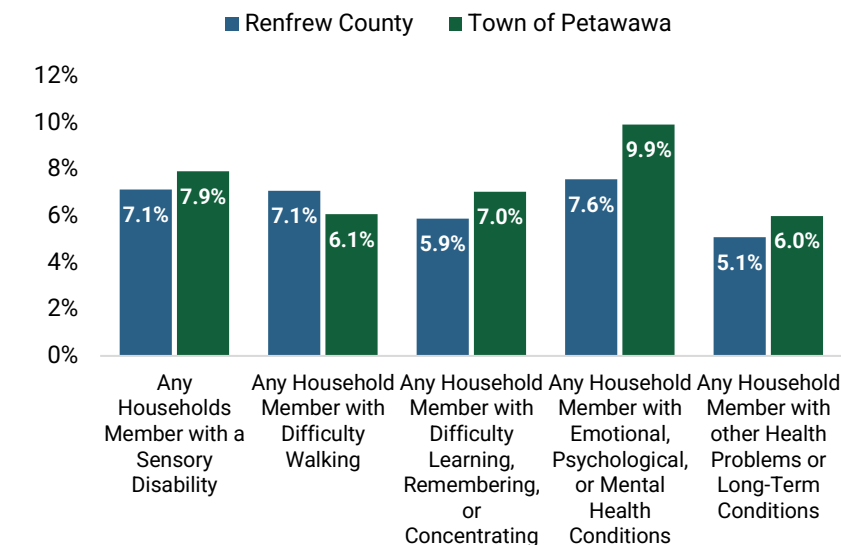 Renfrew County Town of Petawawa
12%
10%
8%
6%
4%
2%
0%
7.1%
7.9%
7.1%
6.1%
5.9%
7.0%
7.6%
9.9%
5.1%
6.0%
Any
Households
Member with a
Sensory
Disability
Any Household
Member with
Difficulty
Walking
Any Household
Member with
Difficulty
Learning,
Remembering,
or
Concentrating
Any Household
Member with
Emotional,
Psychological,
or Mental
Health
Conditions
Any Household
Member with
other Health
Problems or
Long-Term
Conditions